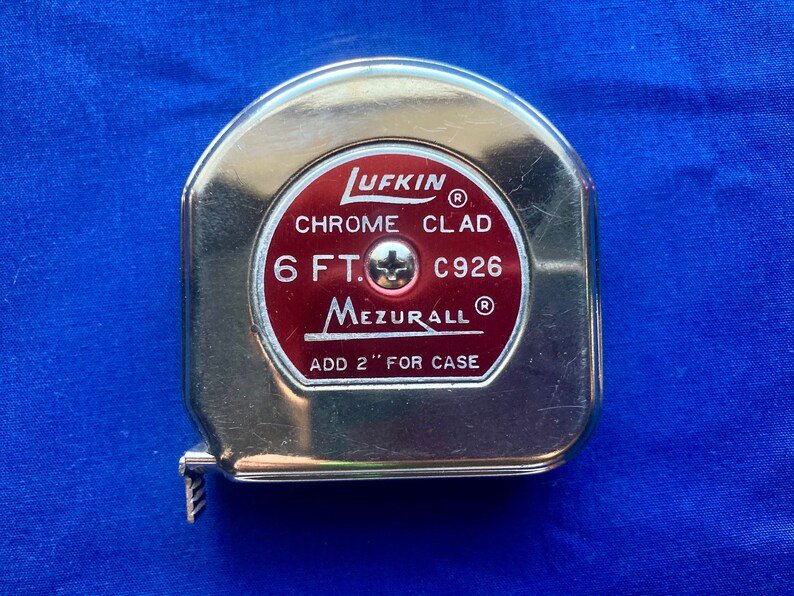 LUFKIN ®
CHROME CLAD
6 FT. C926
MEZURALL ®
ADD 2" FOR CASE